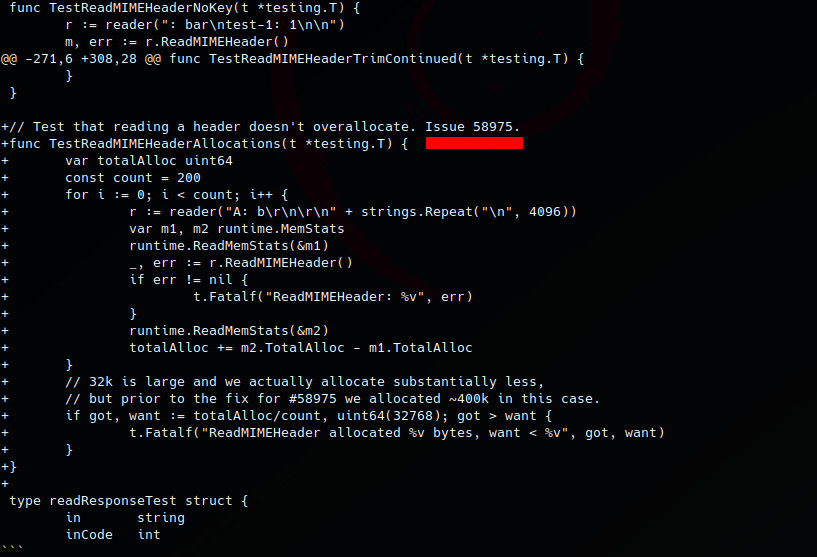 func TestReadMIMEHeaderNoKey(t *testing.T) {
        r := reader(": bar\ntest-1: 1\n\n")
        m, err := r.ReadMIMEHeader()
@@ -271,6 +308,28 @@ func TestReadMIMEHeaderTrimContinued(t *testing.T) {
        }
 }

+// Test that reading a header doesn't overallocate. Issue 58975.
+func TestReadMIMEHeaderAllocations(t *testing.T) {
+       var totalAlloc uint64
+       const count = 200
+       for i := 0; i < count; i++ {
+               r := reader("A: b\r\n\r\n" + strings.Repeat("\n", 4096))
+               var m1, m2 runtime.MemStats
+               runtime.ReadMemStats(&m1)
+               _, err := r.ReadMIMEHeader()
+               if err != nil {
+                       t.Fatalf("ReadMIMEHeader: %v", err)
+               }
+               runtime.ReadMemStats(&m2)
+               totalAlloc += m2.TotalAlloc - m1.TotalAlloc
+       }
+       // 32k is large and we actually allocate substantially less,
+       // but prior to the fix for #58975 we allocated ~400k in this case.
+       if got, want := totalAlloc/count, uint64(32768); got > want {
+               t.Fatalf("ReadMIMEHeader allocated %v bytes, want < %v", got, want)
+       }
+}
+
 type readResponseTest struct {
        in       string
        inCode   int
```